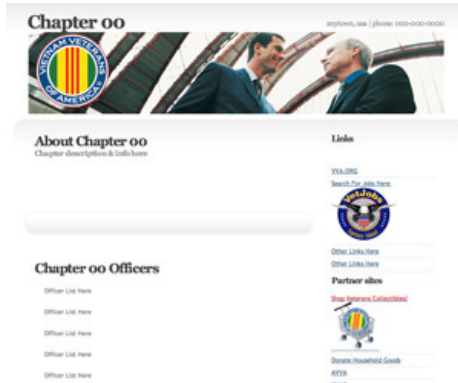 Chapter 00
anytown, usa | phone: 000-000-0000
VIETNAM VETERANS
OF AMERICA
About Chapter 00
Chapter description & info here
Links
VVA.ORG
Search For Jobs Here
VetJobs
Other Links Here
Other Links Here
Chapter 00 Officers
Partner sites
Officer List Here
Shop Veterans Collectibles!
Officer List Here
Officer List Here
Officer List Here
Donate Household Goods
Officer List Here
AVVA